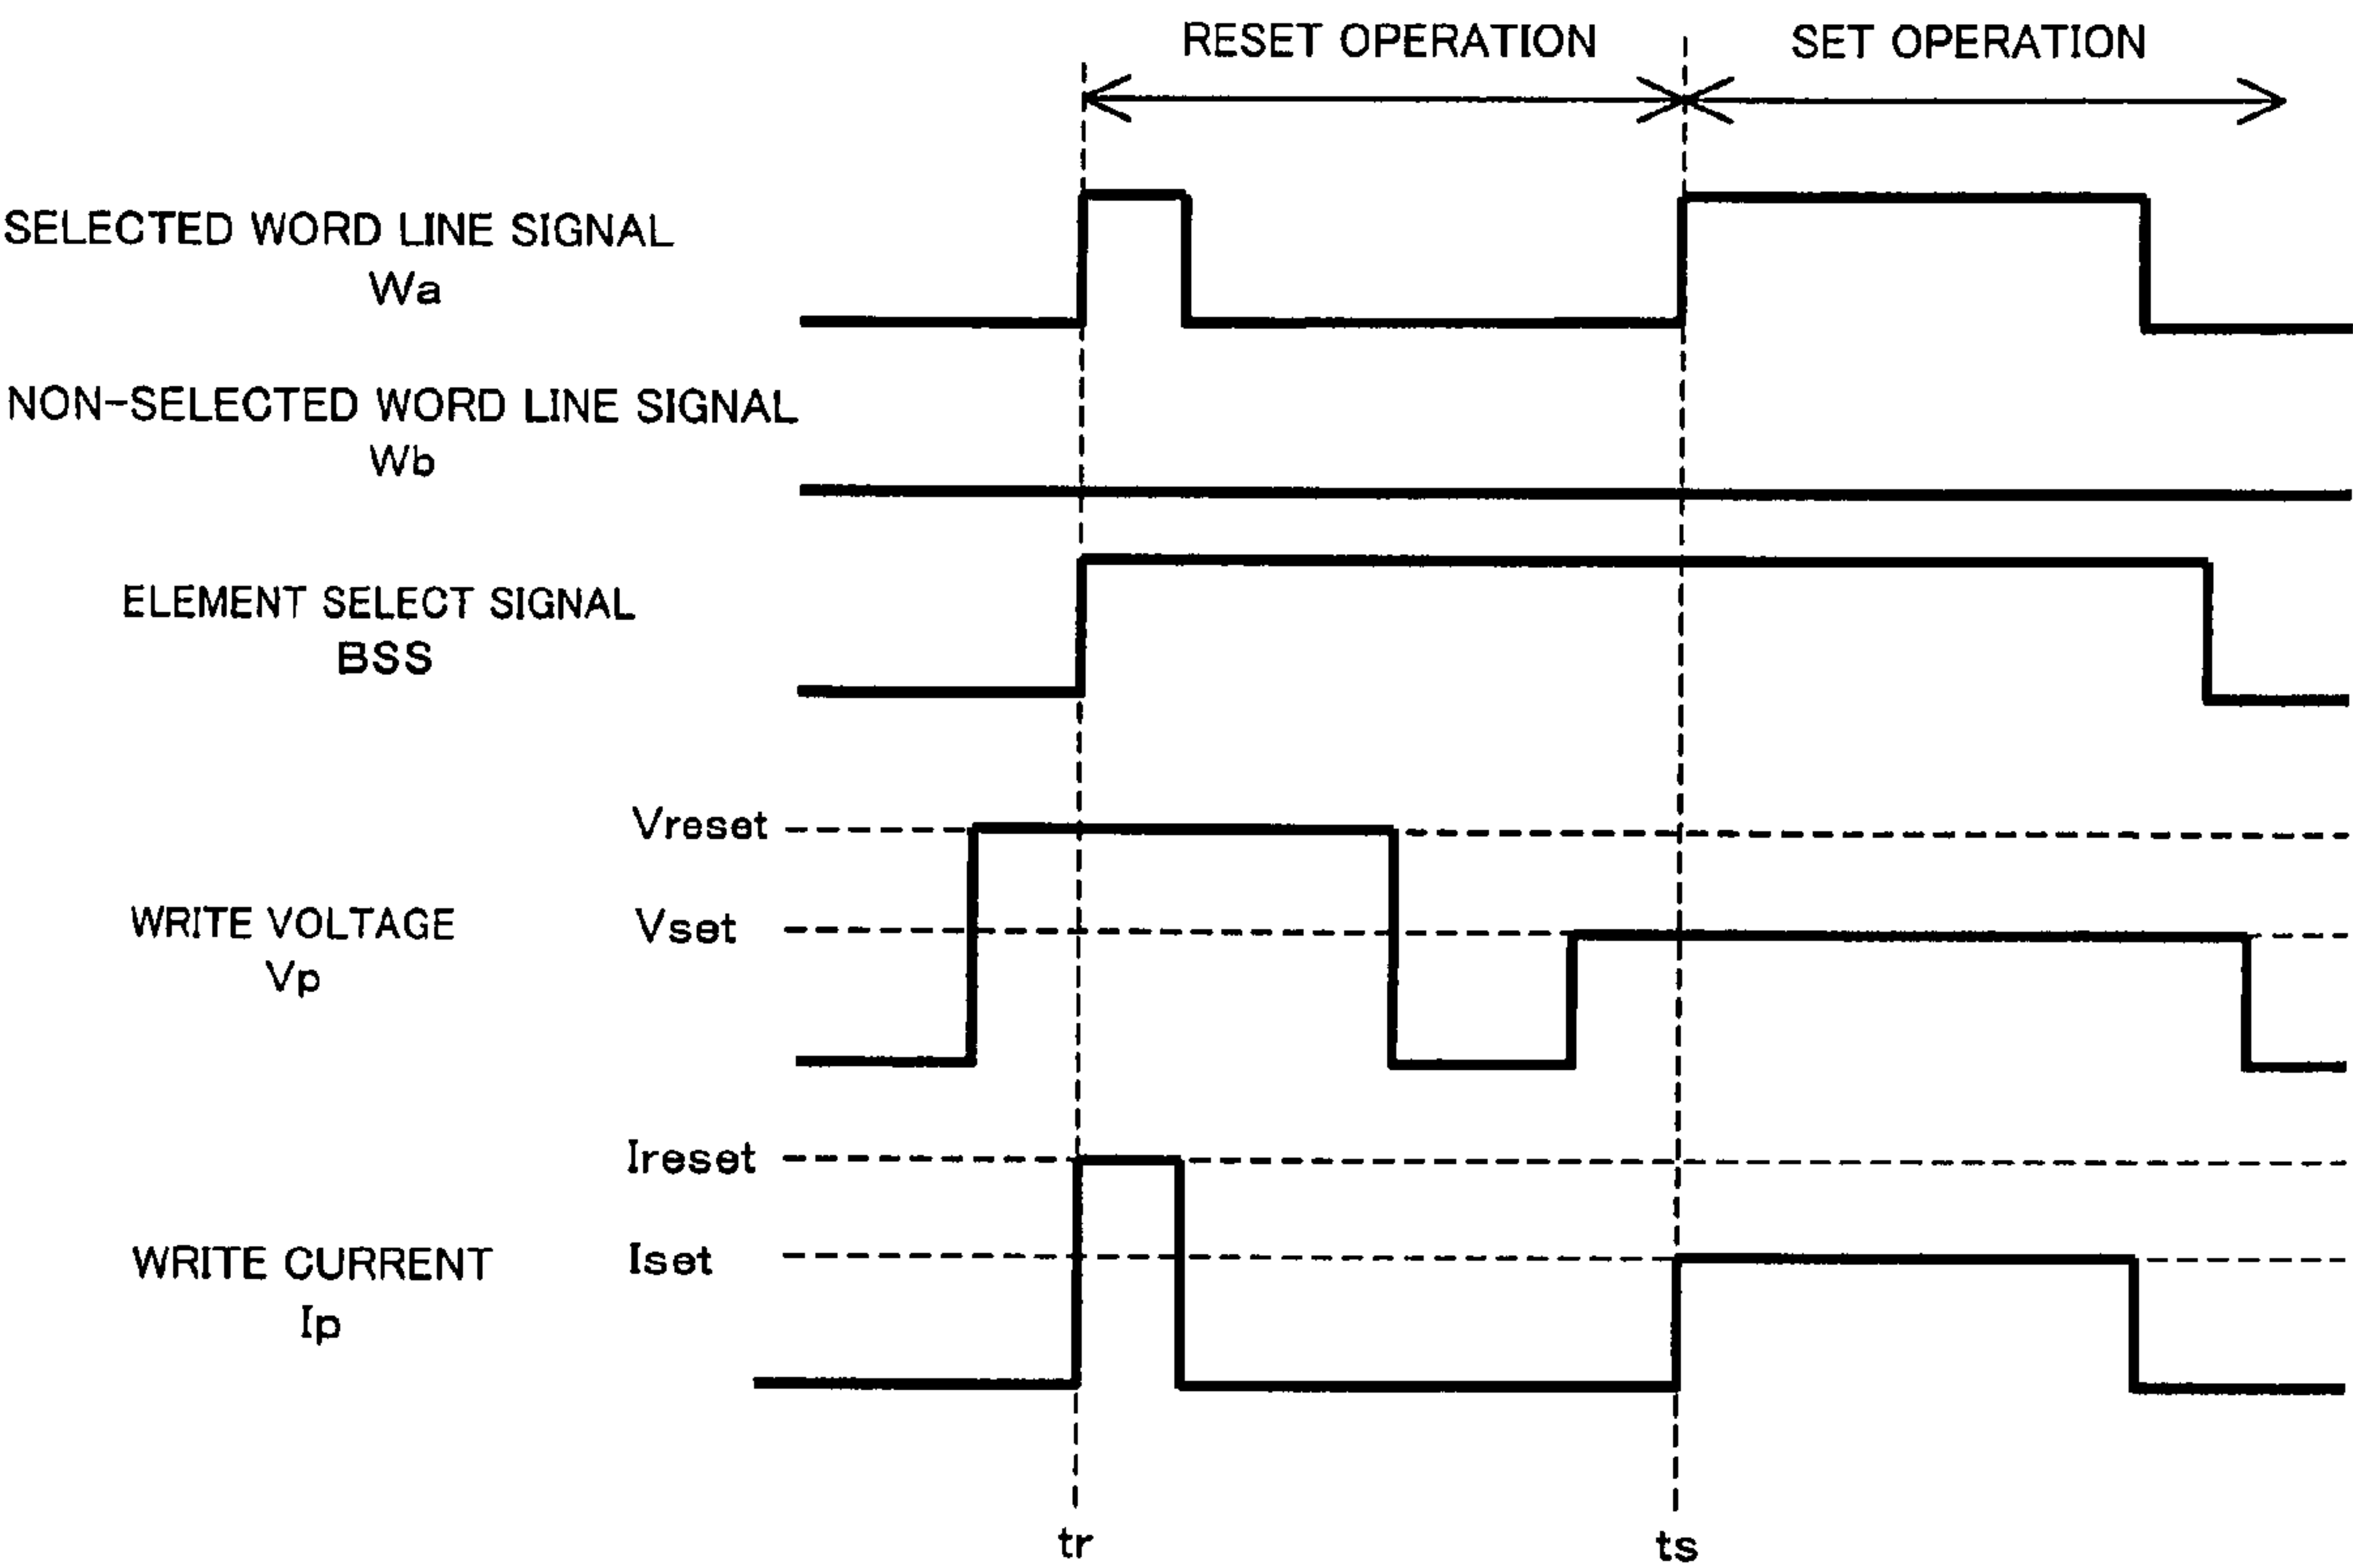 RESET OPERATION
SET OPERATION
SELECTED WORD LINE SIGNAL
Wa
NON-SELECTED WORD LINE SIGNAL
Wb
ELEMENT SELECT SIGNAL
BSS
Vreset
WRITE VOLTAGE
Vp
Vset
Ireset
WRITE CURRENT
Ip
Iset
tr
ts